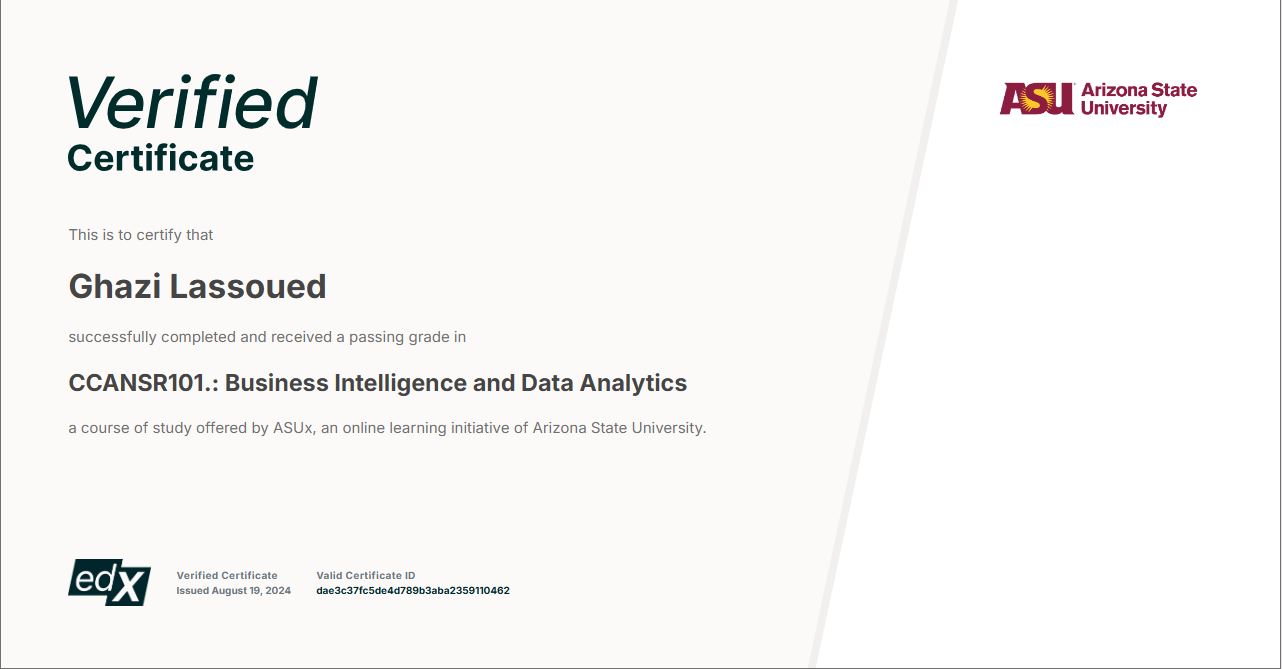 Verified
Certificate
ASU Arizona State
University
This is to certify that
Ghazi Lassoued
successfully completed and received a passing grade in
CCANSR101.: Business Intelligence and Data Analytics
a course of study offered by ASUx, an online learning initiative of Arizona State University.
edX
Verified Certificate
Issued August 19, 2024
Valid Certificate ID
dae3c37fc5de4d789b3aba2359110462